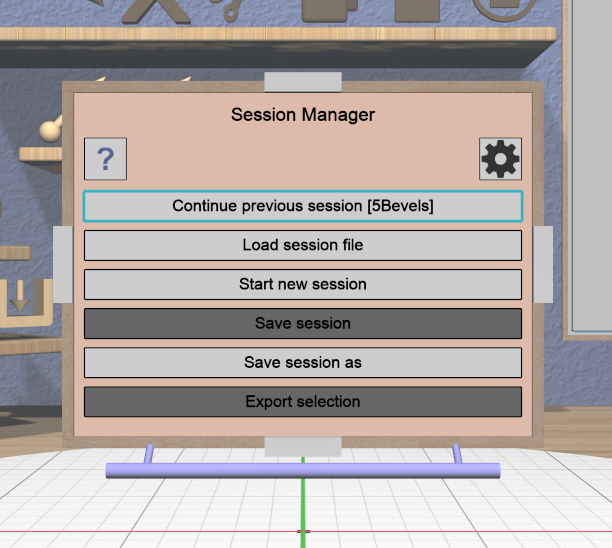 Session Manager
?
Continue previous session [5Bevels]
Load session file
Start new session
Save session
Save session as
Export selection